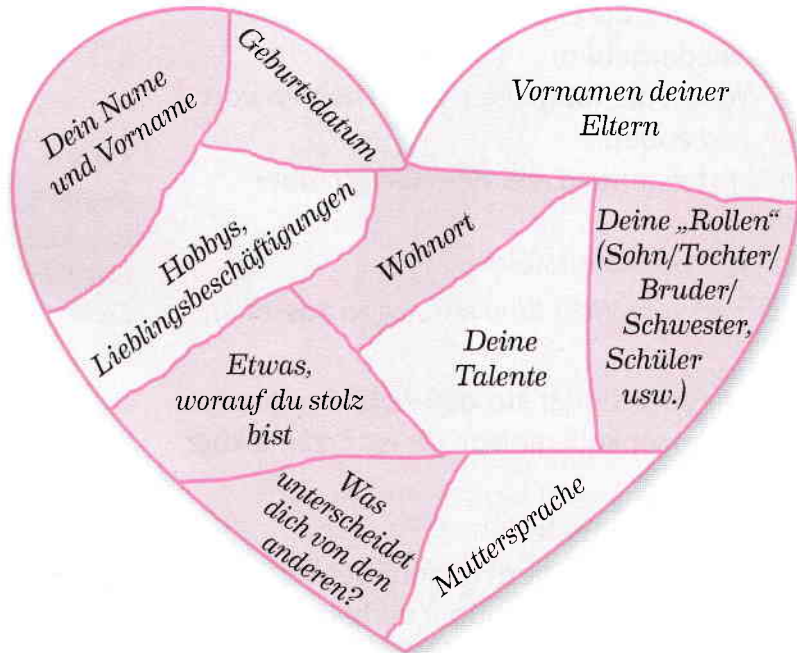 Dein Name
und Vorname
Geburtsdatum
Vornamen deiner
Eltern
Hobbys,
Lieblingsbeschäftigungen
Wohnort
Deine „Rollen“
(Sohn/Tochter/
Bruder/
Schwester,
Schüler
usw.)
Etwas,
worauf du stolz
bist
Deine
Talente
Was
unterscheidet
dich von den
anderen?
Muttersprache